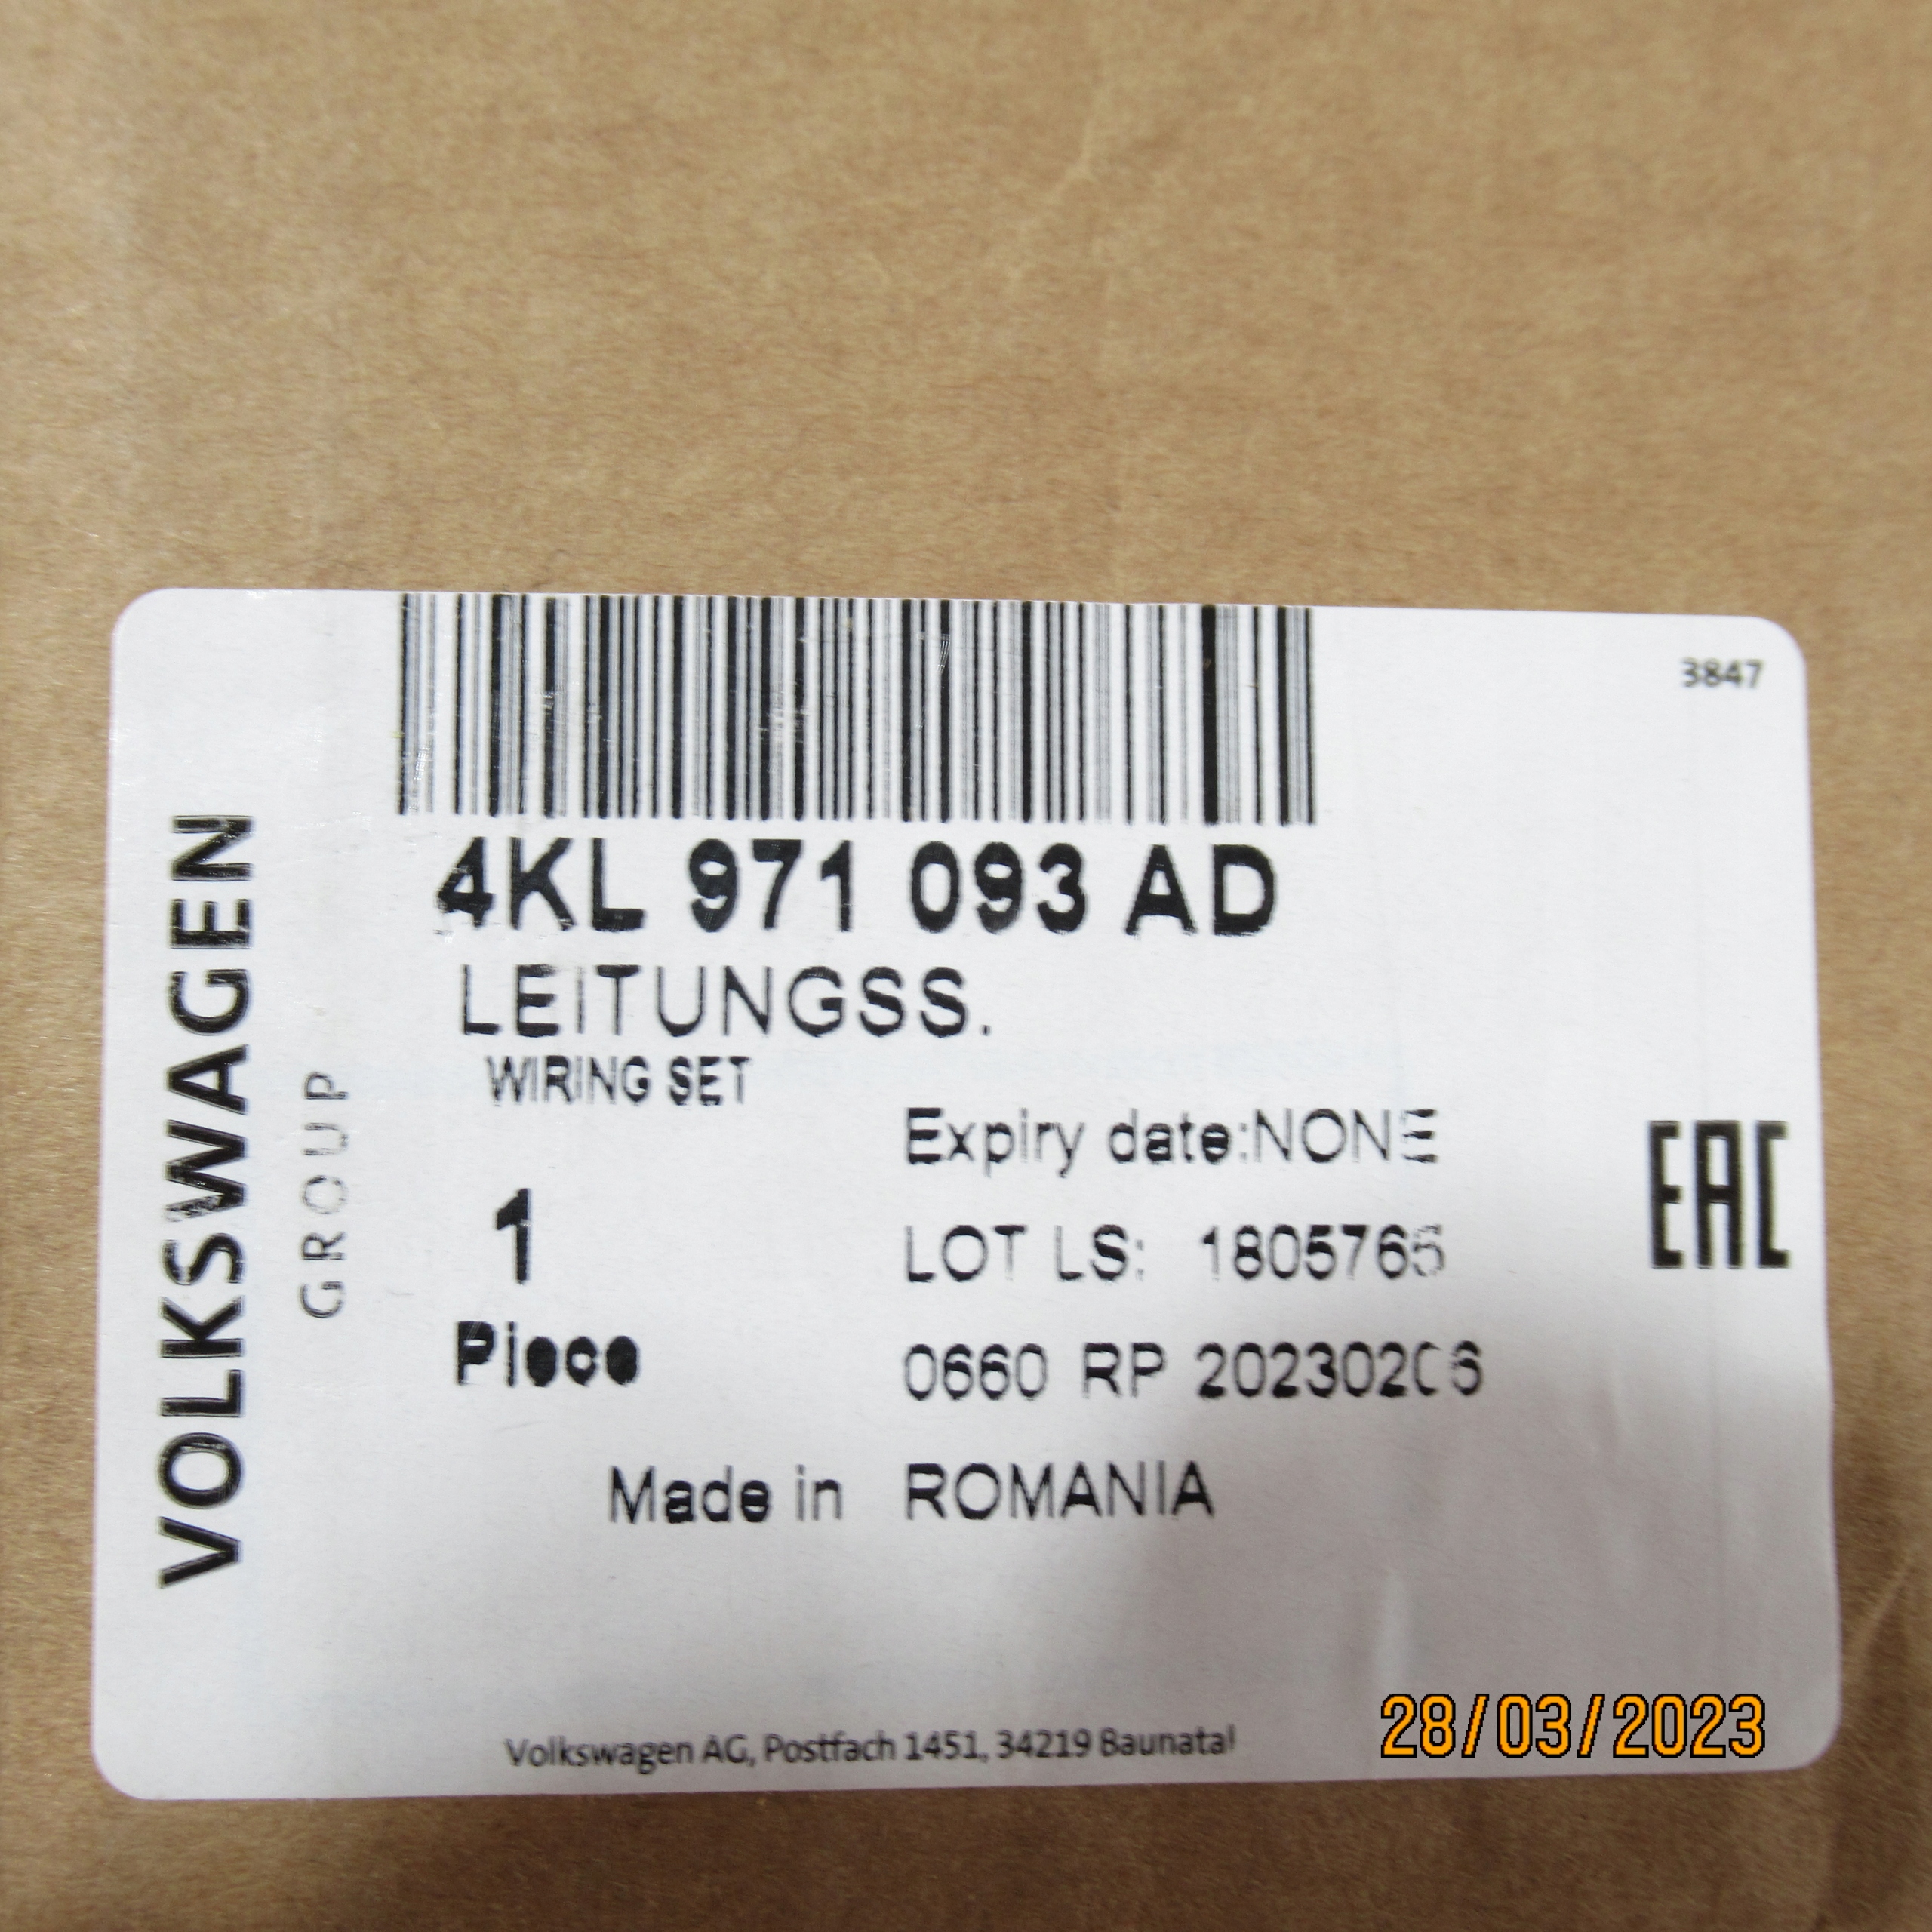 3847
VOLKSWAGEN
GROUP
4KL 971 093 AD
LEITUNGSS.
WIRING SET
Expiry date:NONE
1
LOT LS: 1805765
Piece
0660 RP 20230206
EAC
Made in ROMANIA
Volkswagen AG, Postfach 1451, 34219 Baunatal
28/03/2023